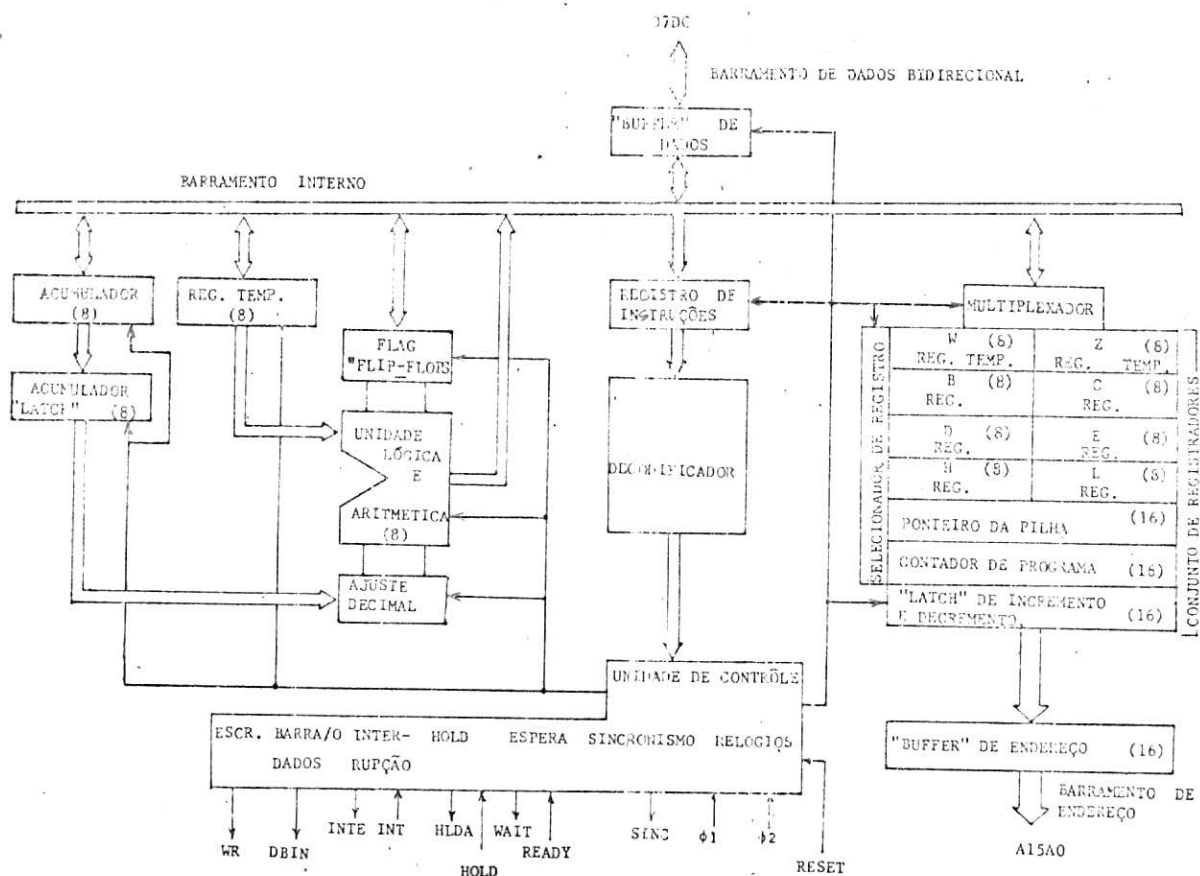 D7D0
BARRAMENTO DE DADOS BIDIRECIONAL
"BUFFER" DE
DADOS
BARRAMENTO INTERNO
ACUMULADOR
(8)
REG. TEMP.
(8)
FLAG
"FLIP-FLOPS
ACUMULADOR
"LATCH" (8)
UNIDADE
LÓGICA
E
ARITMETICA
(8)
AJUSTE
DECIMAL
REGISTRO DE
INSTRUÇÕES
DECODIFICADOR
MULTIPLEXADOR
SELECIONADOR DE REGISTRO
W (8)
REG. TEMP.
Z (8)
REG. TEMP.
B (8)
REG.
C (8)
REG.
D (8)
REG.
E (8)
REG.
H (8)
REG.
L (8)
REG.
PONTEIRO DA PILHA (16)
CONTADOR DE PROGRAMA (16)
"LATCH" DE INCREMENTO
E DECREMENTO. (16)
CONJUNTO DE REGISTRADORES
UNIDADE DE CONTRÔLE
ESCR. BARRA/O INTER- HOLD ESPERA SINCRONISMO RELOGIOS
DADOS RUPÇÃO
"BUFFER" DE ENDEREÇO (16)
BARRAMENTO DE
ENDEREÇO
A15A0
WR DBIN INTE INT HLDA HOLD WAIT READY SINC ϕ1 ϕ2 RESET